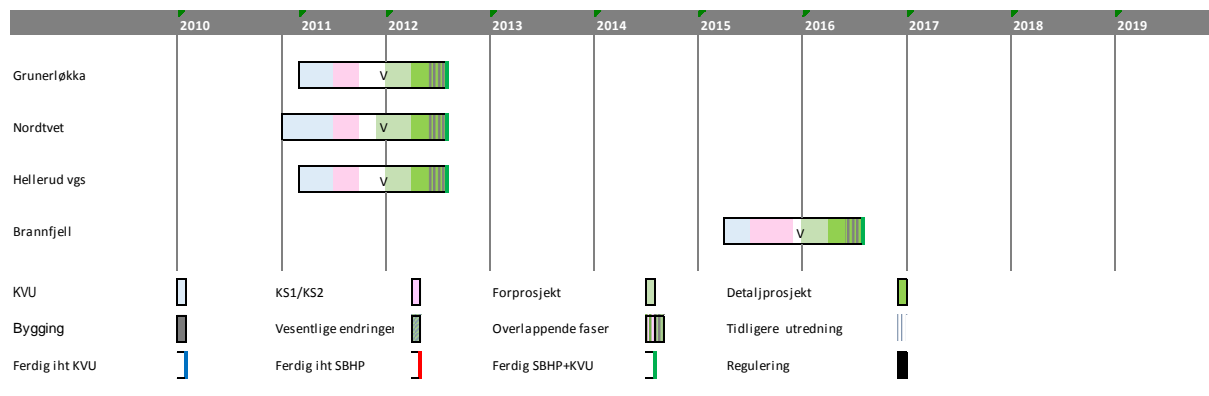 2010 2011 2012 2013 2014 2015 2016 2017 2018 2019
Grunerløkka V
Nordtvet V
Hellerud vgs V
Brannfjell V
KVU KS1/KS2 Forprosjekt Detaljprosjekt
Bygging Vesentlige endringer Overlappende faser Tidligere utredning
Ferdig iht KVU Ferdig iht SBHP Ferdig SBHP+KVU Regulering